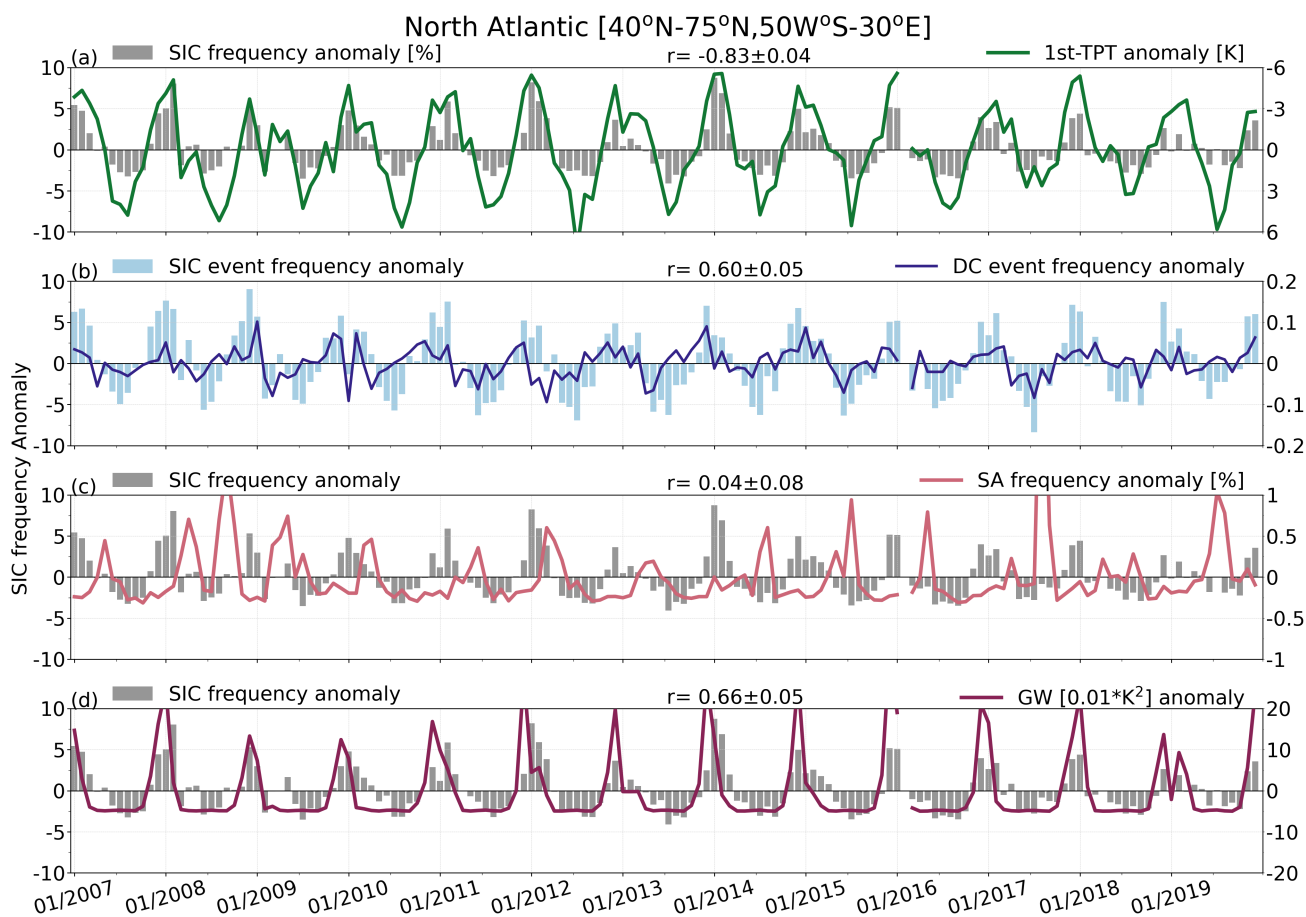 North Atlantic [40°N-75°N,50W°S-30°E]
(a) SIC frequency anomaly [%] r= -0.83±0.04 1st-TPT anomaly [K]
10 -6
5 -3
0 0
-5 3
-10 6
(b) SIC event frequency anomaly r= 0.60±0.05 DC event frequency anomaly
10 0.2
5 0.1
0 0
-5 -0.1
-10 -0.2
SIC frequency Anomaly
(c) SIC frequency anomaly r= 0.04±0.08 SA frequency anomaly [%]
10 1
5 0.5
0 0
-5 -0.5
-10 -1
(d) SIC frequency anomaly r= 0.66±0.05 GW [0.01*K²] anomaly
10 20
5 10
0 0
-5 -10
-10 -20
01/2007 01/2008 01/2009 01/2010 01/2011 01/2012 01/2013 01/2014 01/2015 01/2016 01/2017 01/2018 01/2019